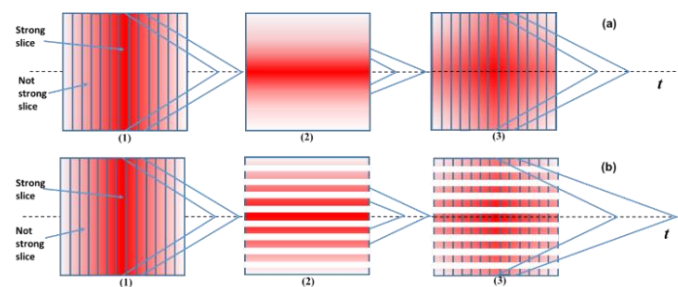 Strong
slice
Not
strong
slice
(1)
(2)
(3)
(a)
t
Strong
slice
Not
strong
slice
(1)
(2)
(3)
(b)
t